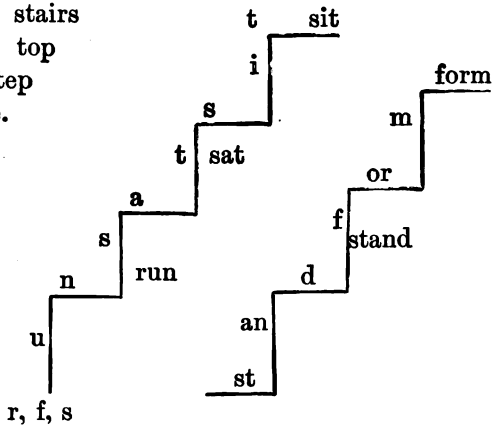 stairs
t sit
top
i
form
tep
s
m
t sat
or
a
f
s
stand
n run
d
u
an
st
r, f, s